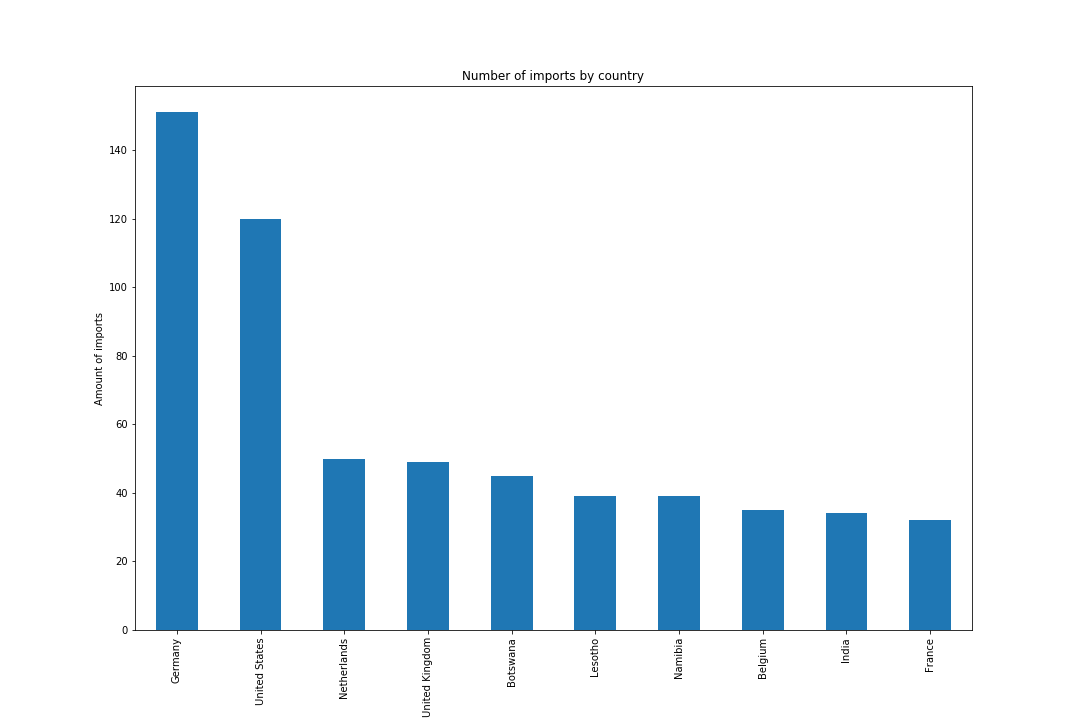 Number of imports by country
Amount of imports
140
120
100
80
60
40
20
0
Germany
United States
Netherlands
United Kingdom
Botswana
Lesotho
Namibia
Belgium
India
France